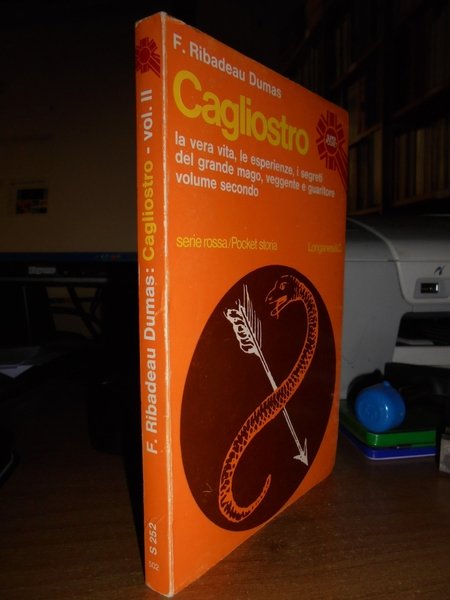 F. Ribadeau Dumas
Cagliostro
la vera vita, le esperienze, i segreti
del grande mago, veggente e guaritore
volume secondo
serie rossa/Pocket storia
Longanesi & C.
F. Ribadeau Dumas: Cagliostro - vol. II
S 252
502